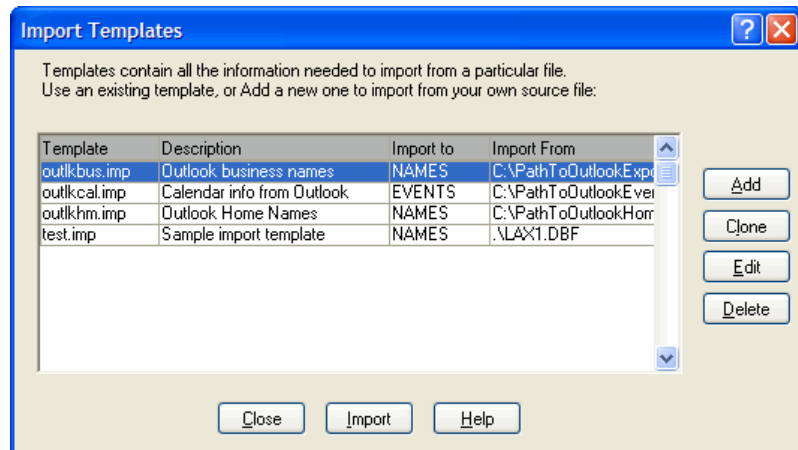 Import Templates
Templates contain all the information needed to import from a particular file.
Use an existing template, or Add a new one to import from your own source file:
Template Description Import to Import From
outlkbus.imp Outlook business names NAMES C:\PathToOutlookExpo
outlkcal.imp Calendar info from Outlook EVENTS C:\PathToOutlookEver
outlkhm.imp Outlook Home Names NAMES C:\PathToOutlookHom
test.imp Sample import template NAMES .\LAX1.DBF
Add
Clone
Edit
Delete
Close Import Help